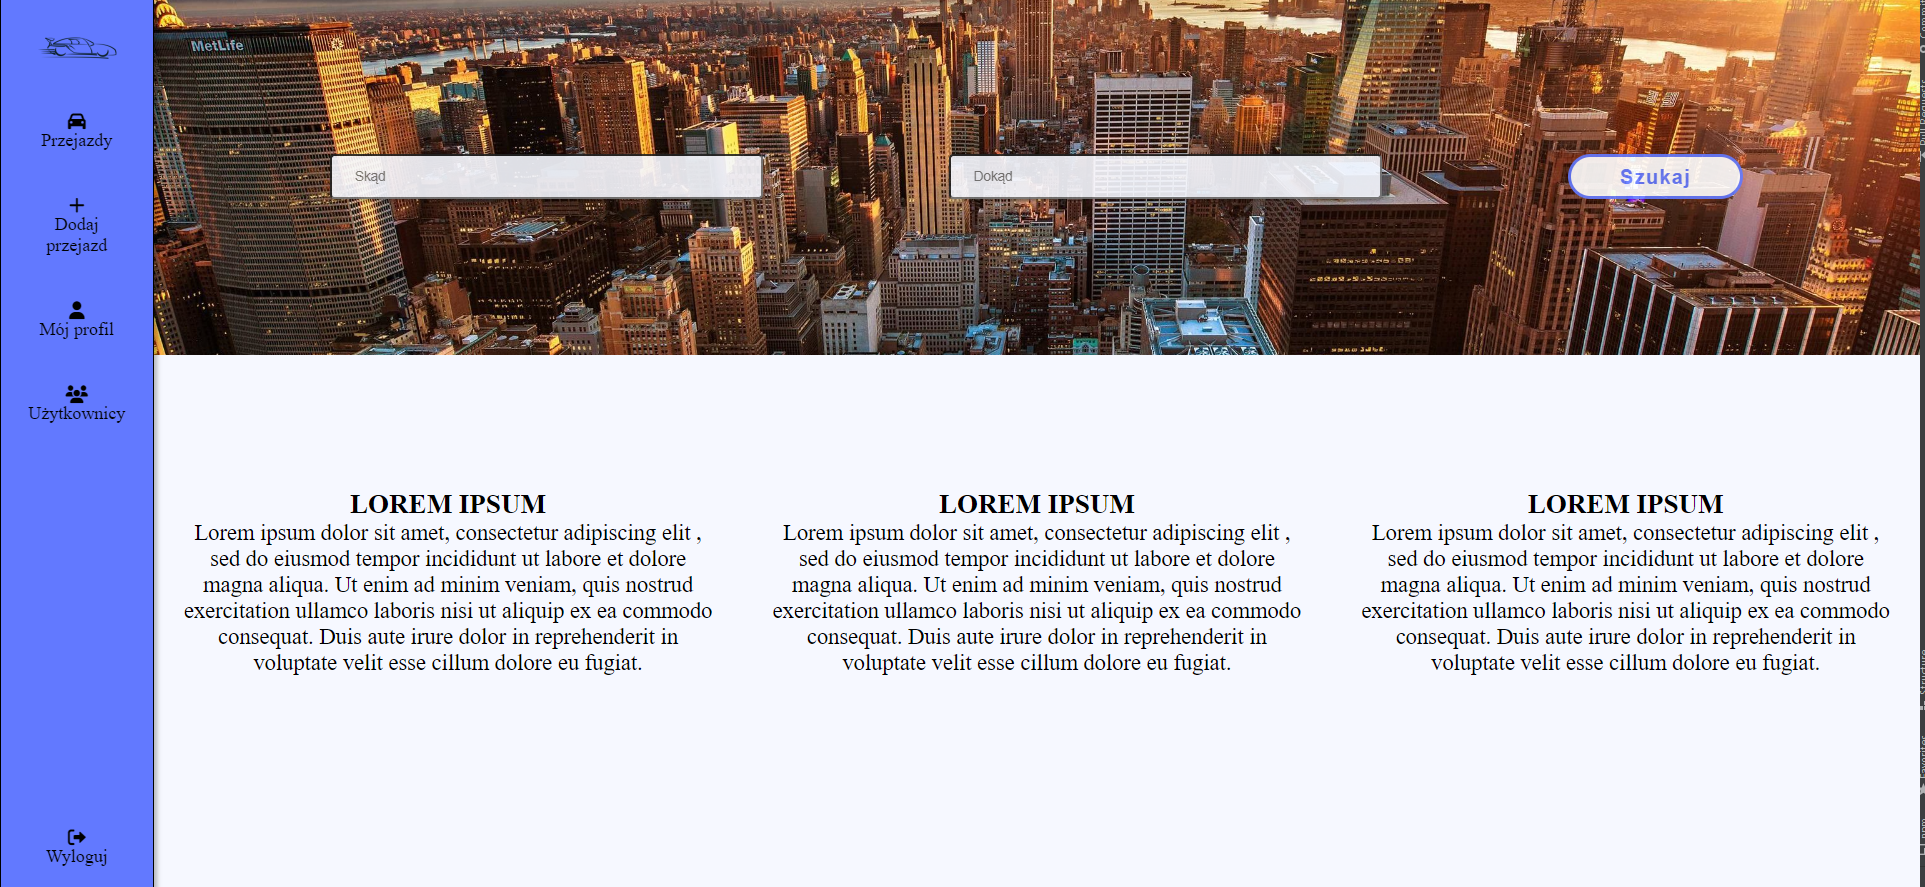 MetLife
Przejazdy
Dodaj
przejazd
Mój profil
Użytkownicy
Wyloguj
Skąd
Dokąd
Szukaj
LOREM IPSUM
Lorem ipsum dolor sit amet, consectetur adipiscing elit ,
sed do eiusmod tempor incididunt ut labore et dolore
magna aliqua. Ut enim ad minim veniam, quis nostrud
exercitation ullamco laboris nisi ut aliquip ex ea commodo
consequat. Duis aute irure dolor in reprehenderit in
voluptate velit esse cillum dolore eu fugiat.
LOREM IPSUM
Lorem ipsum dolor sit amet, consectetur adipiscing elit ,
sed do eiusmod tempor incididunt ut labore et dolore
magna aliqua. Ut enim ad minim veniam, quis nostrud
exercitation ullamco laboris nisi ut aliquip ex ea commodo
consequat. Duis aute irure dolor in reprehenderit in
voluptate velit esse cillum dolore eu fugiat.
LOREM IPSUM
Lorem ipsum dolor sit amet, consectetur adipiscing elit ,
sed do eiusmod tempor incididunt ut labore et dolore
magna aliqua. Ut enim ad minim veniam, quis nostrud
exercitation ullamco laboris nisi ut aliquip ex ea commodo
consequat. Duis aute irure dolor in reprehenderit in
voluptate velit esse cillum dolore eu fugiat.